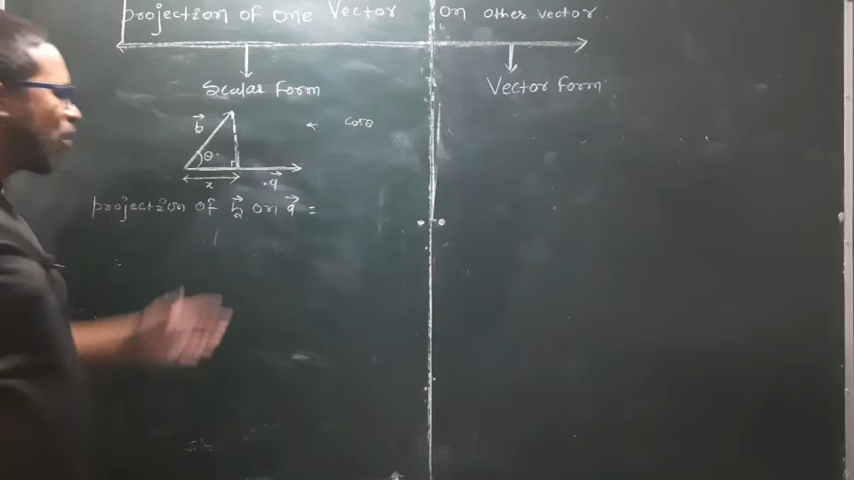 projection of one Vector on other vector
Scalar Form
Vector Form
b⃗
θ
← cosθ
x
a⃗
projection of b⃗ on a⃗ =